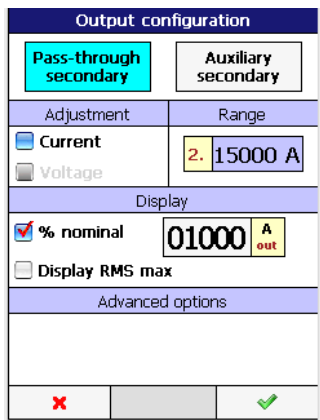 Output configuration
Pass-through
secondary
Auxiliary
secondary
Adjustment
Range
Current
Voltage
2. 15000 A
Display
% nominal
01000 A
out
Display RMS max
Advanced options